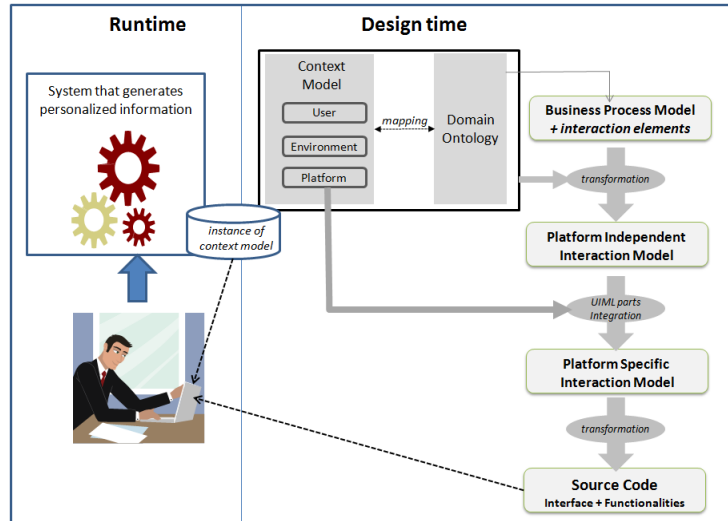 Runtime
Design time
System that generates
personalized information
Context
Model
User
Environment
Platform
mapping
Domain
Ontology
Business Process Model
+ interaction elements
transformation
instance of
context model
Platform Independent
Interaction Model
UIML parts
Integration
Platform Specific
Interaction Model
transformation
Source Code
Interface + Functionalities